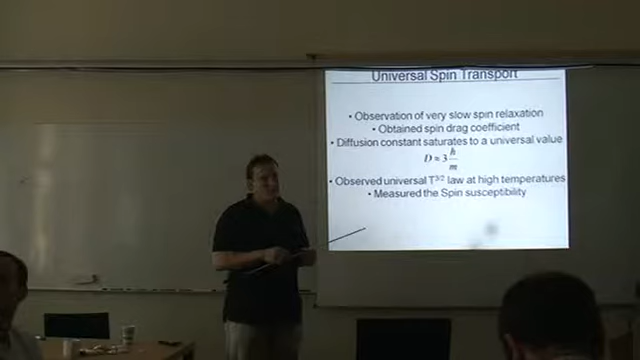 Universal Spin Transport
• Observation of very slow spin relaxation
• Obtained spin drag coefficient
• Diffusion constant saturates to a universal value
D ≈ 3 ħ/m
• Observed universal T^3/2 law at high temperatures
• Measured the Spin susceptibility